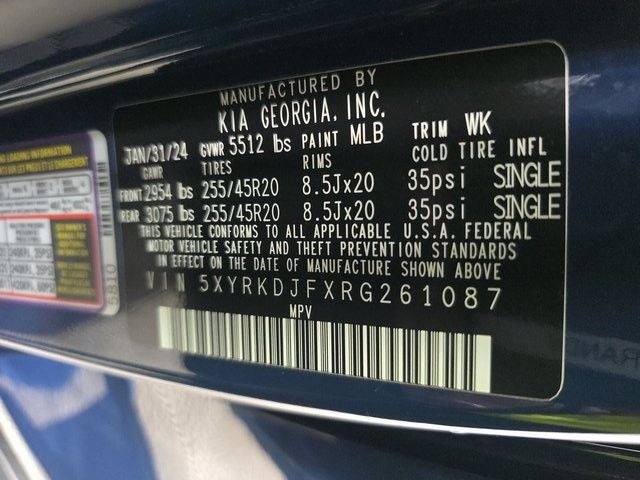 MANUFACTURED BY
KIA GEORGIA. INC.
JAN/31/24 GVWR 5512 lbs PAINT MLB TRIM WK
GAWR TIRES RIMS COLD TIRE INFL
FRONT 2954 lbs 255/45R20 8.5Jx20 35psi SINGLE
REAR 3075 lbs 255/45R20 8.5Jx20 35psi SINGLE
THIS VEHICLE CONFORMS TO ALL APPLICABLE U.S.A. FEDERAL
MOTOR VEHICLE SAFETY AND THEFT PREVENTION STANDARDS
IN EFFECT ON THE DATE OF MANUFACTURE SHOWN ABOVE
VIN 5XYRKDJFXRG261087
MPV
LOADING INFORMATION